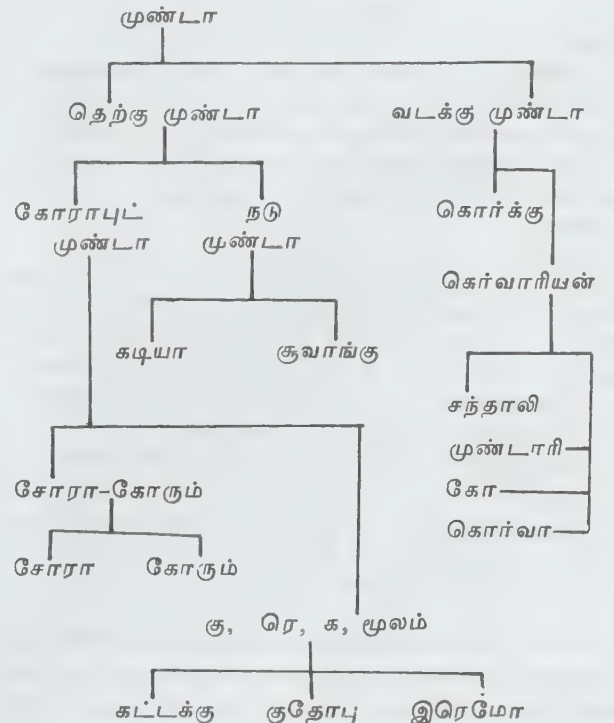 முண்டா
தெற்கு முண்டா வடக்கு முண்டா
கோராபுட் நடு கொர்க்கு
முண்டா முண்டா
கெர்வாரியன்
கடியா சூவாங்கு
சந்தாலி
முண்டாரி
சோரா-கோரும்
கோ
கொர்வா
சோரா கோரும்
கு, ரெ, க, மூலம்
கட்டக்கு குதோபு இரெமோ